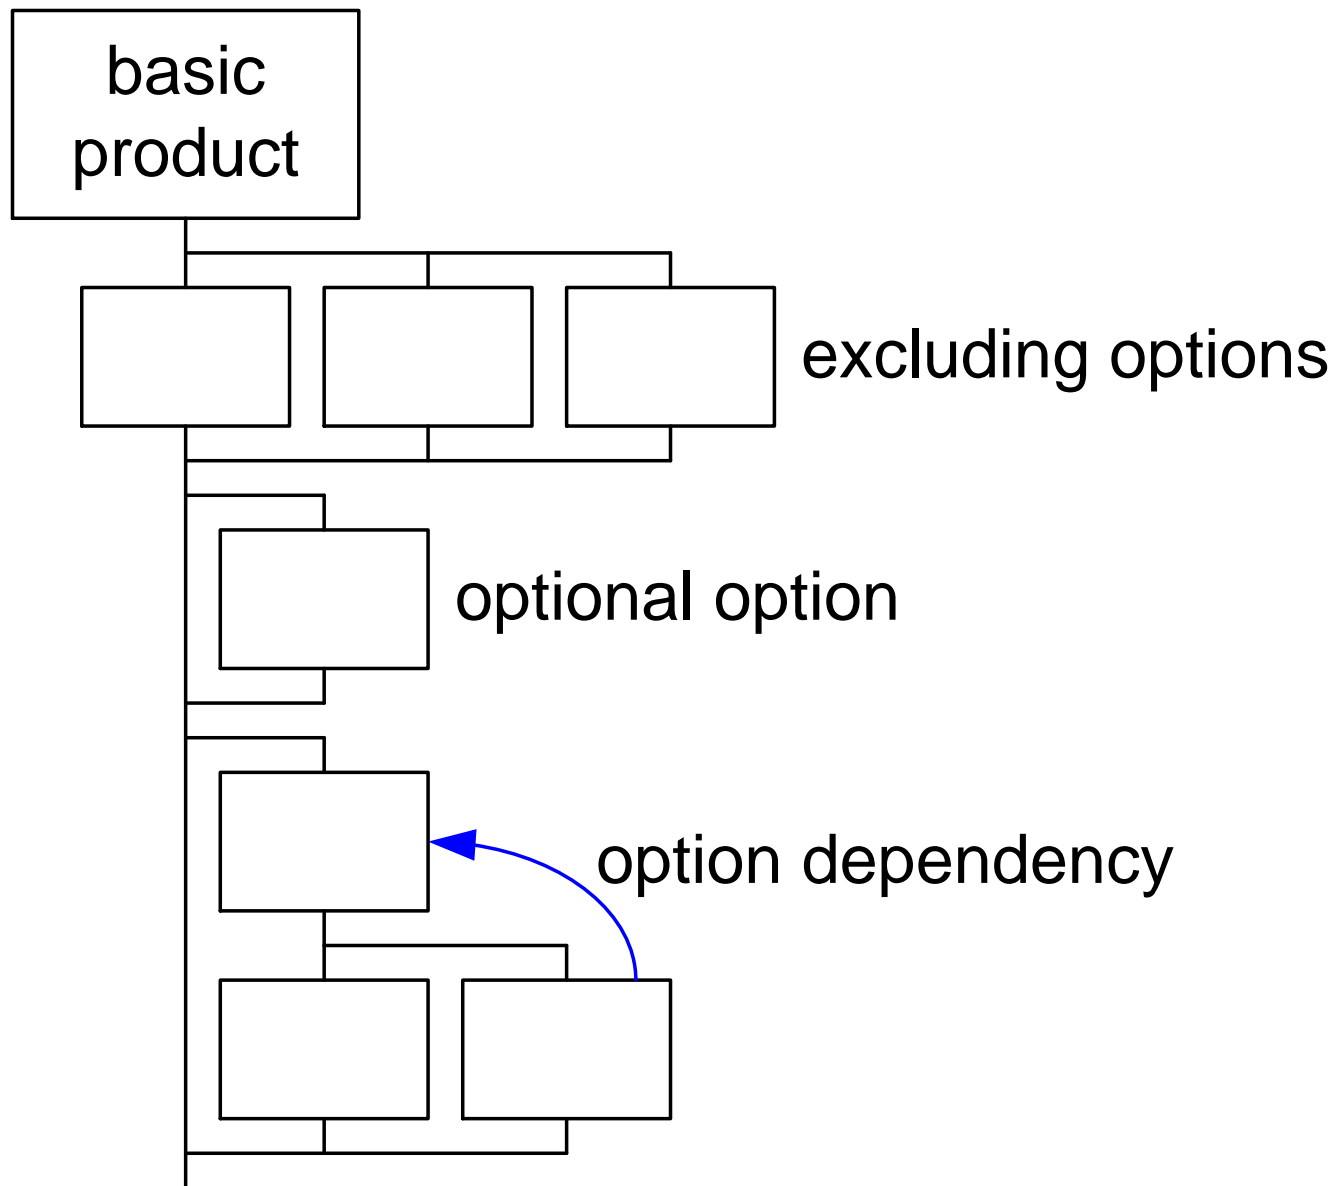 basic
product
excluding options
optional option
option dependency